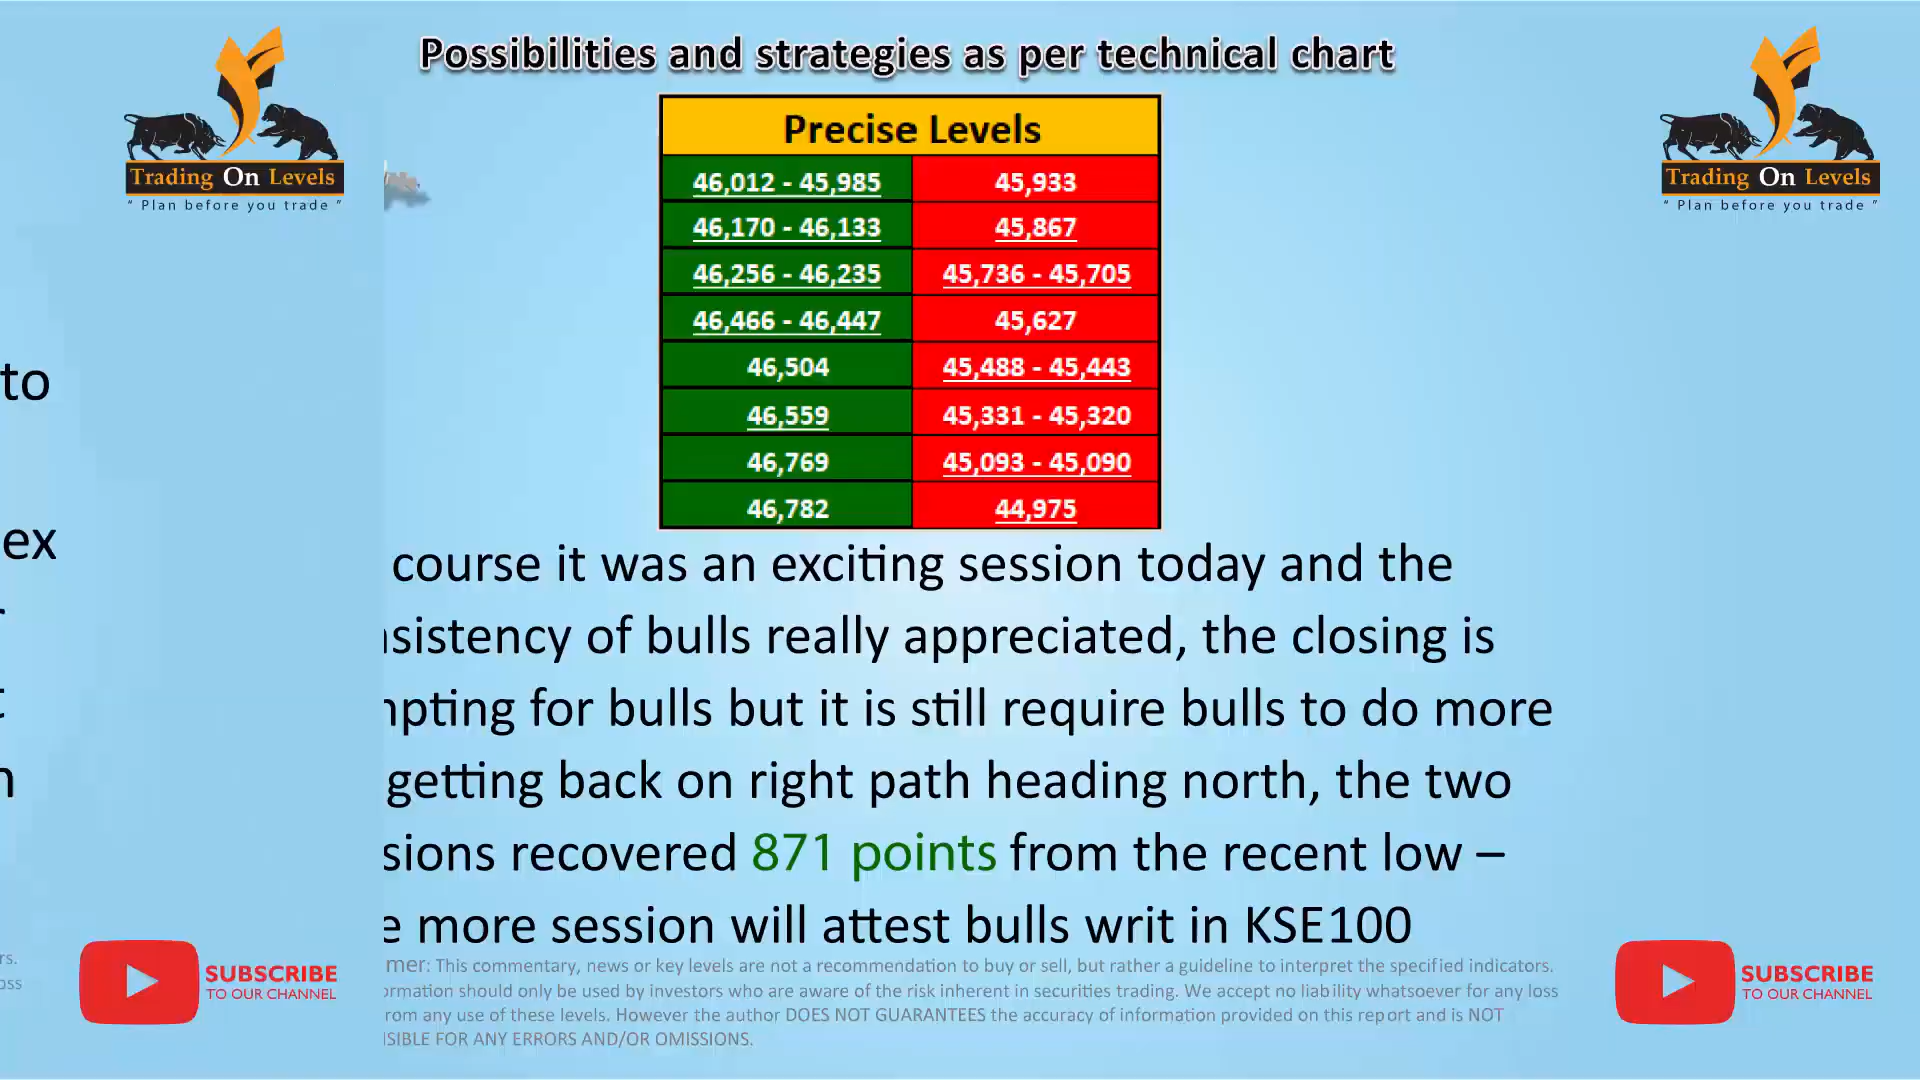 Possibilities and strategies as per technical chart
Trading On Levels
“ Plan before you trade ”
Trading On Levels
“ Plan before you trade ”
Precise Levels
46,012 - 45,985 45,933
46,170 - 46,133 45,867
46,256 - 46,235 45,736 - 45,705
46,466 - 46,447 45,627
46,504 45,488 - 45,443
46,559 45,331 - 45,320
46,769 45,093 - 45,090
46,782 44,975
to
ex
course it was an exciting session today and the
sistency of bulls really appreciated, the closing is
pting for bulls but it is still require bulls to do more
getting back on right path heading north, the two
sions recovered 871 points from the recent low –
e more session will attest bulls writ in KSE100
mer: This commentary, news or key levels are not a recommendation to buy or sell, but rather a guideline to interpret the specified indicators.
ormation should only be used by investors who are aware of the risk inherent in securities trading. We accept no liability whatsoever for any loss
rom any use of these levels. However the author DOES NOT GUARANTEES the accuracy of information provided on this report and is NOT
SIBLE FOR ANY ERRORS AND/OR OMISSIONS.
rs.
oss
SUBSCRIBE
TO OUR CHANNEL
SUBSCRIBE
TO OUR CHANNEL